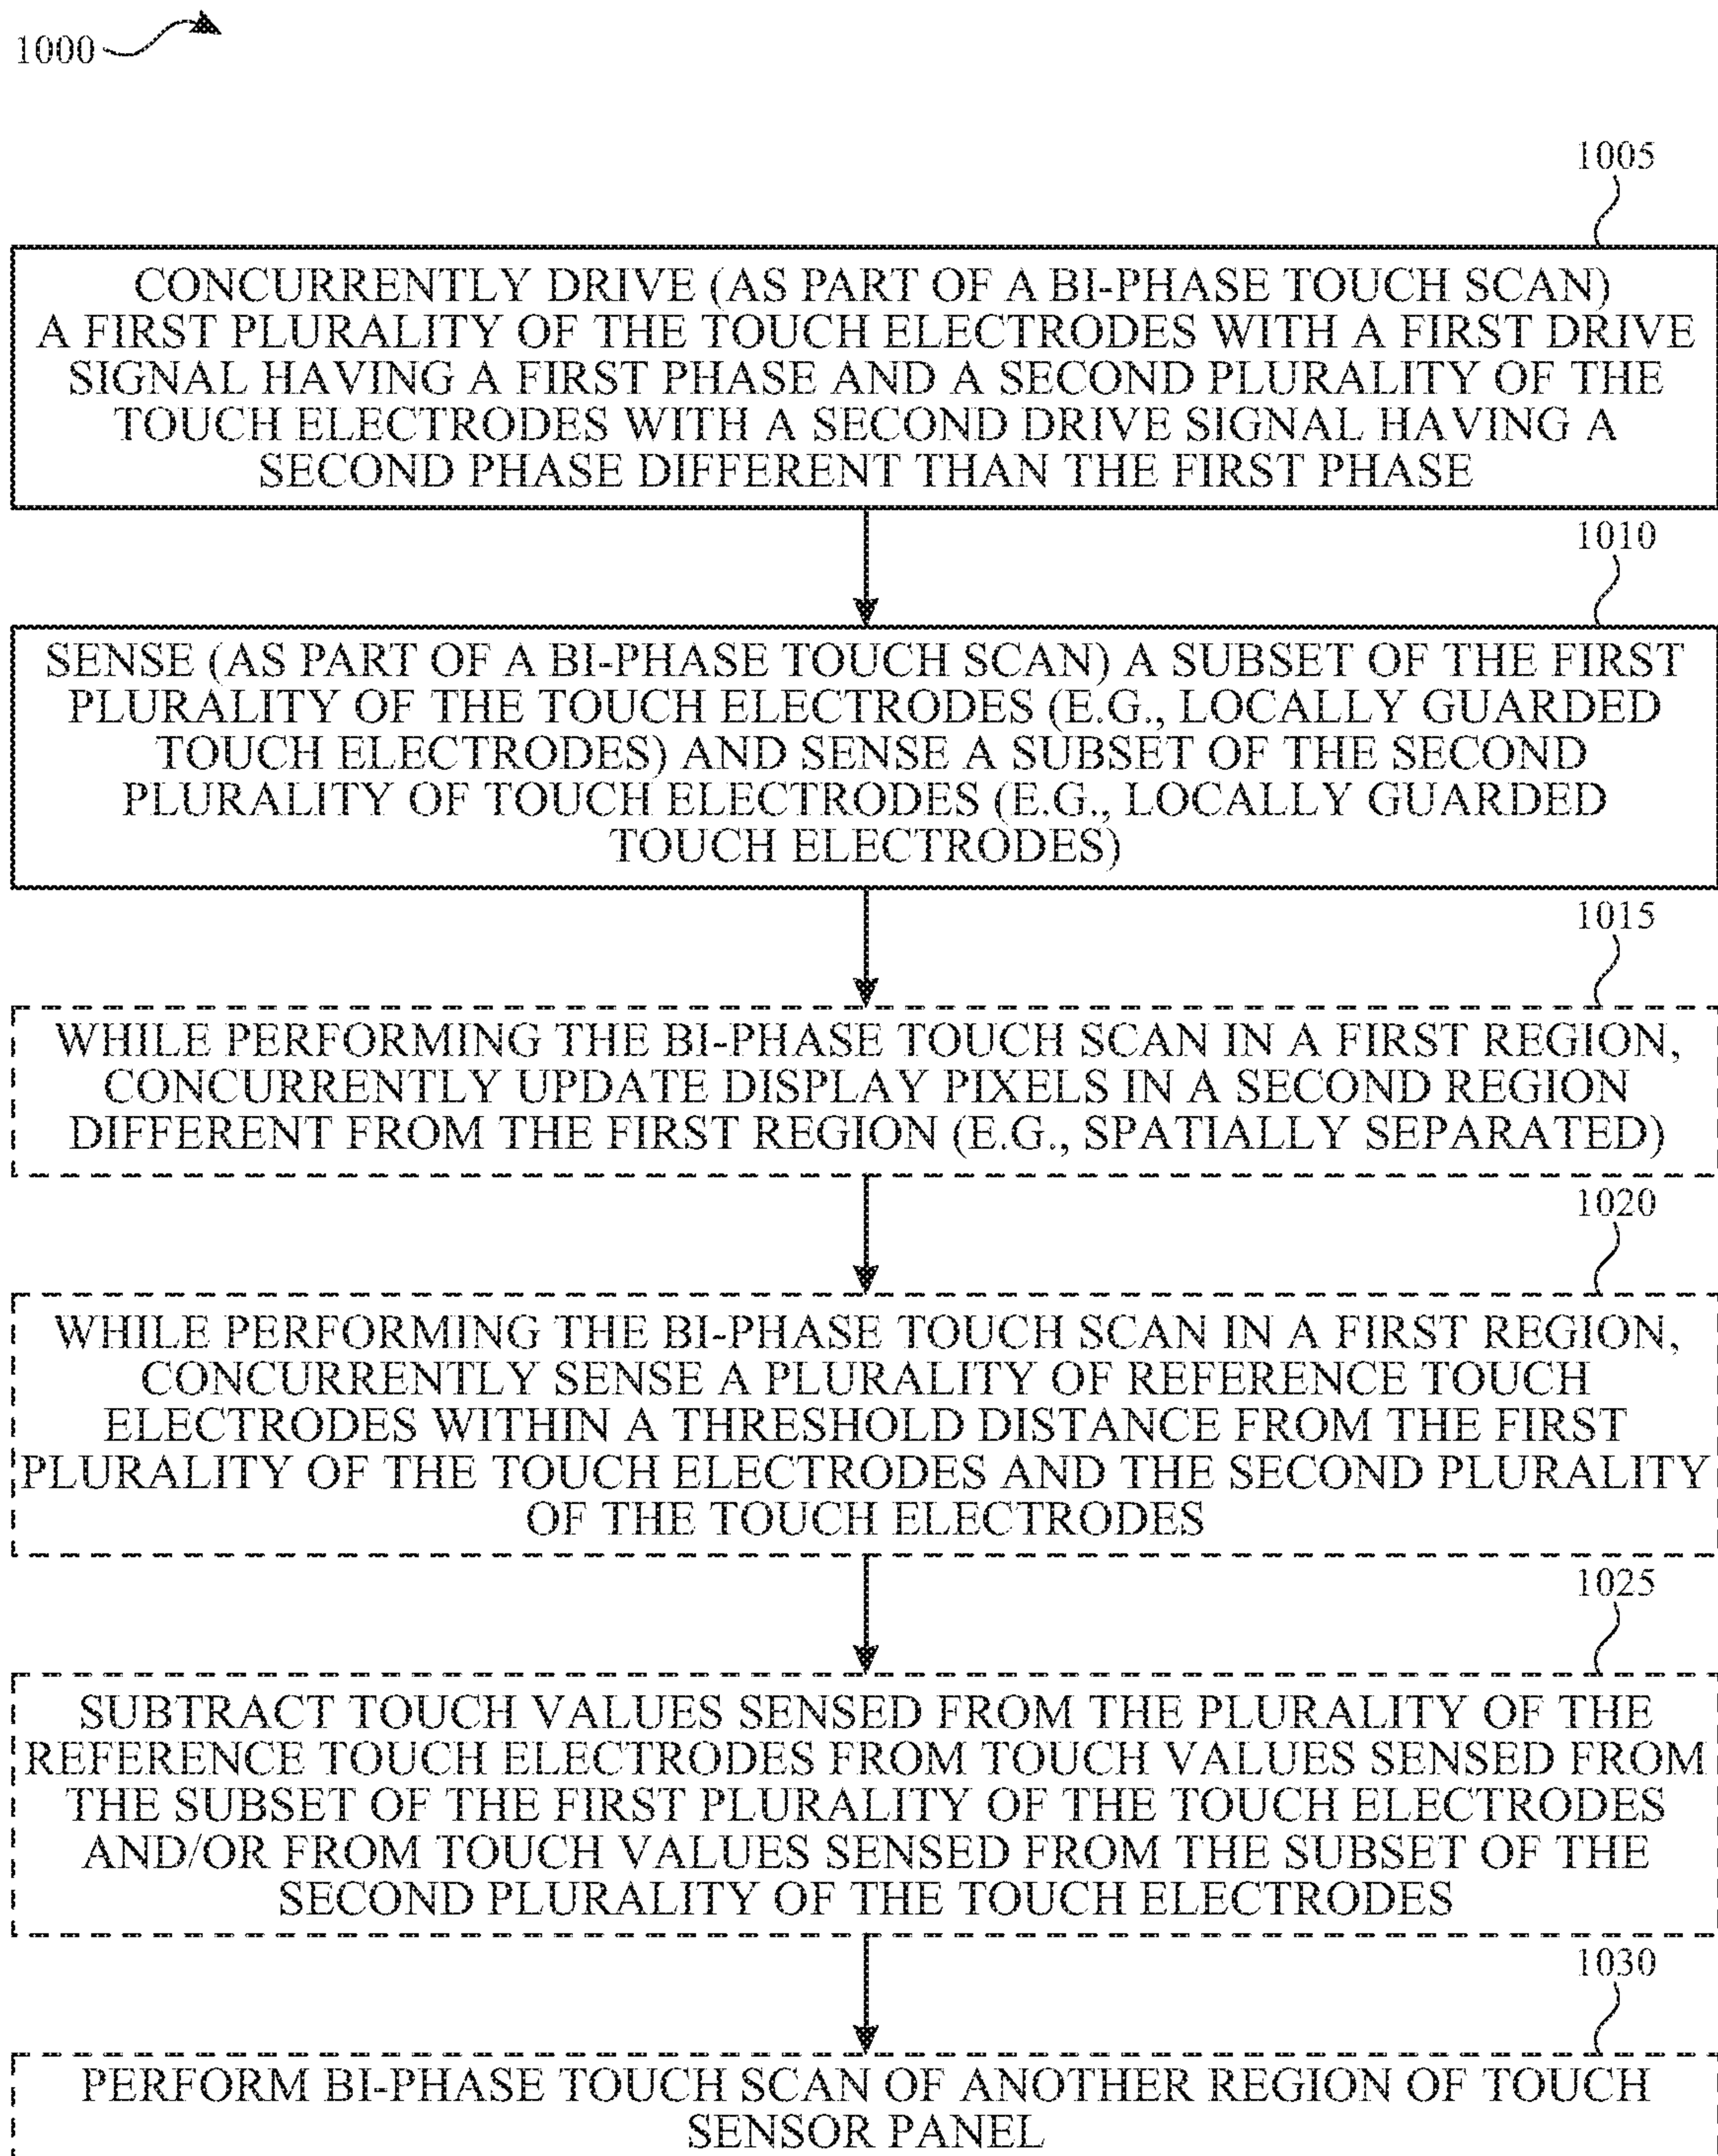 1000
1005
CONCURRENTLY DRIVE (AS PART OF A BI-PHASE TOUCH SCAN)
A FIRST PLURALITY OF THE TOUCH ELECTRODES WITH A FIRST DRIVE
SIGNAL HAVING A FIRST PHASE AND A SECOND PLURALITY OF THE
TOUCH ELECTRODES WITH A SECOND DRIVE SIGNAL HAVING A
SECOND PHASE DIFFERENT THAN THE FIRST PHASE
1010
SENSE (AS PART OF A BI-PHASE TOUCH SCAN) A SUBSET OF THE FIRST
PLURALITY OF THE TOUCH ELECTRODES (E.G., LOCALLY GUARDED
TOUCH ELECTRODES) AND SENSE A SUBSET OF THE SECOND
PLURALITY OF TOUCH ELECTRODES (E.G., LOCALLY GUARDED
TOUCH ELECTRODES)
1015
WHILE PERFORMING THE BI-PHASE TOUCH SCAN IN A FIRST REGION,
CONCURRENTLY UPDATE DISPLAY PIXELS IN A SECOND REGION
DIFFERENT FROM THE FIRST REGION (E.G., SPATIALLY SEPARATED)
1020
WHILE PERFORMING THE BI-PHASE TOUCH SCAN IN A FIRST REGION,
CONCURRENTLY SENSE A PLURALITY OF REFERENCE TOUCH
ELECTRODES WITHIN A THRESHOLD DISTANCE FROM THE FIRST
PLURALITY OF THE TOUCH ELECTRODES AND THE SECOND PLURALITY
OF THE TOUCH ELECTRODES
1025
SUBTRACT TOUCH VALUES SENSED FROM THE PLURALITY OF THE
REFERENCE TOUCH ELECTRODES FROM TOUCH VALUES SENSED FROM
THE SUBSET OF THE FIRST PLURALITY OF THE TOUCH ELECTRODES
AND/OR FROM TOUCH VALUES SENSED FROM THE SUBSET OF THE
SECOND PLURALITY OF THE TOUCH ELECTRODES
1030
PERFORM BI-PHASE TOUCH SCAN OF ANOTHER REGION OF TOUCH
SENSOR PANEL